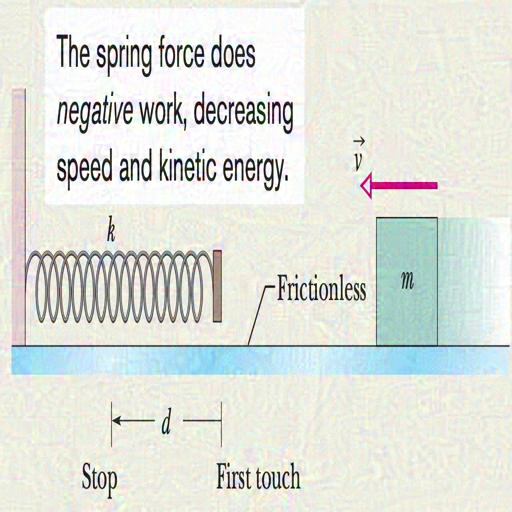 The spring force does
negative work, decreasing
speed and kinetic energy.
v
k
Frictionless
m
d
Stop
First touch